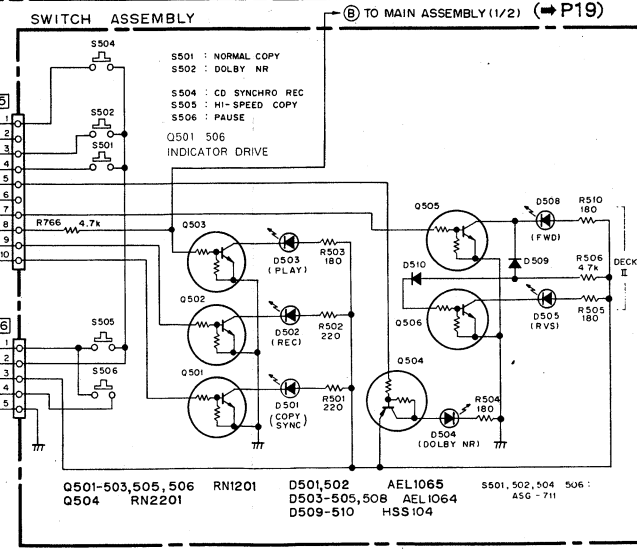 SWITCH ASSEMBLY
B TO MAIN ASSEMBLY (1/2) (➡ P19)
S504
S501 : NORMAL COPY
S502 : DOLBY NR
S504 : CD SYNCHRO REC
S505 : HI-SPEED COPY
S506 : PAUSE
Q501 506
INDICATOR DRIVE
5
1
2
3
4
5
6
7
8
9
10
S502
S501
R766 4.7k
Q503
D503
(PLAY)
R503
180
Q502
D502
(REC)
R502
220
Q501
D501
(COPY
SYNC)
R501
220
Q505
D508
(FWD)
R510
180
D510
D509
R506
4.7k
DECK
II
Q506
D505
(RVS)
R505
180
Q504
D504
(DOLBY NR)
R504
180
6
1
2
3
4
5
S505
S506
Q501-503,505,506 RN1201
Q504 RN2201
D501,502 AEL1065
D503-505,508 AEL1064
D509-510 HSS104
S501,502,504 506 :
ASG-711